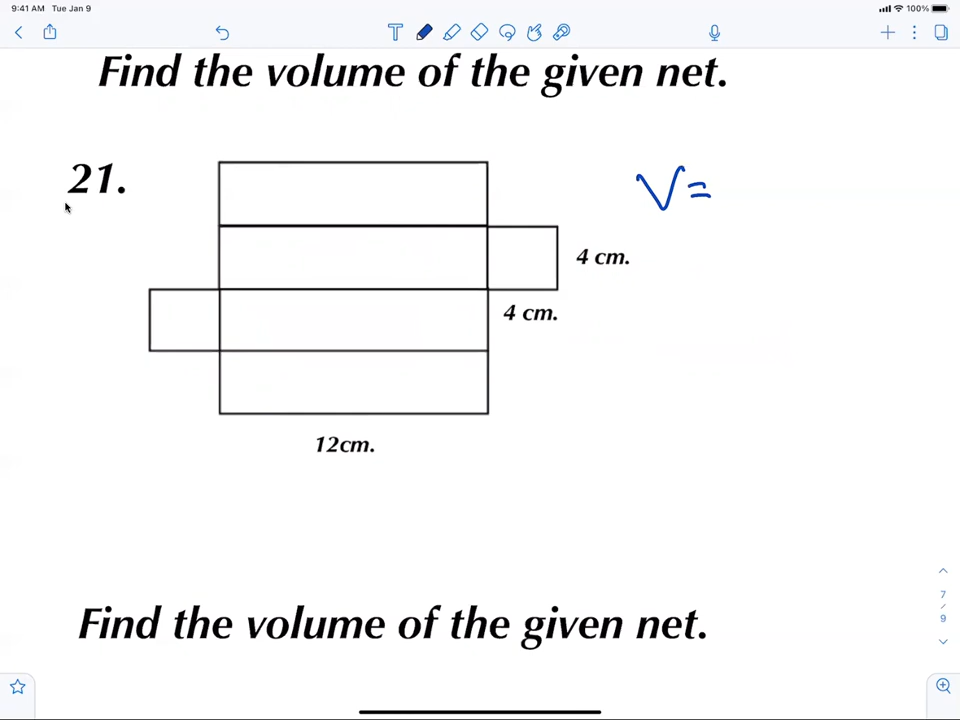 9:41 AM Tue Jan 9
100%
T
Find the volume of the given net.
21.
V=
4 cm.
4 cm.
12cm.
7
/
9
Find the volume of the given net.